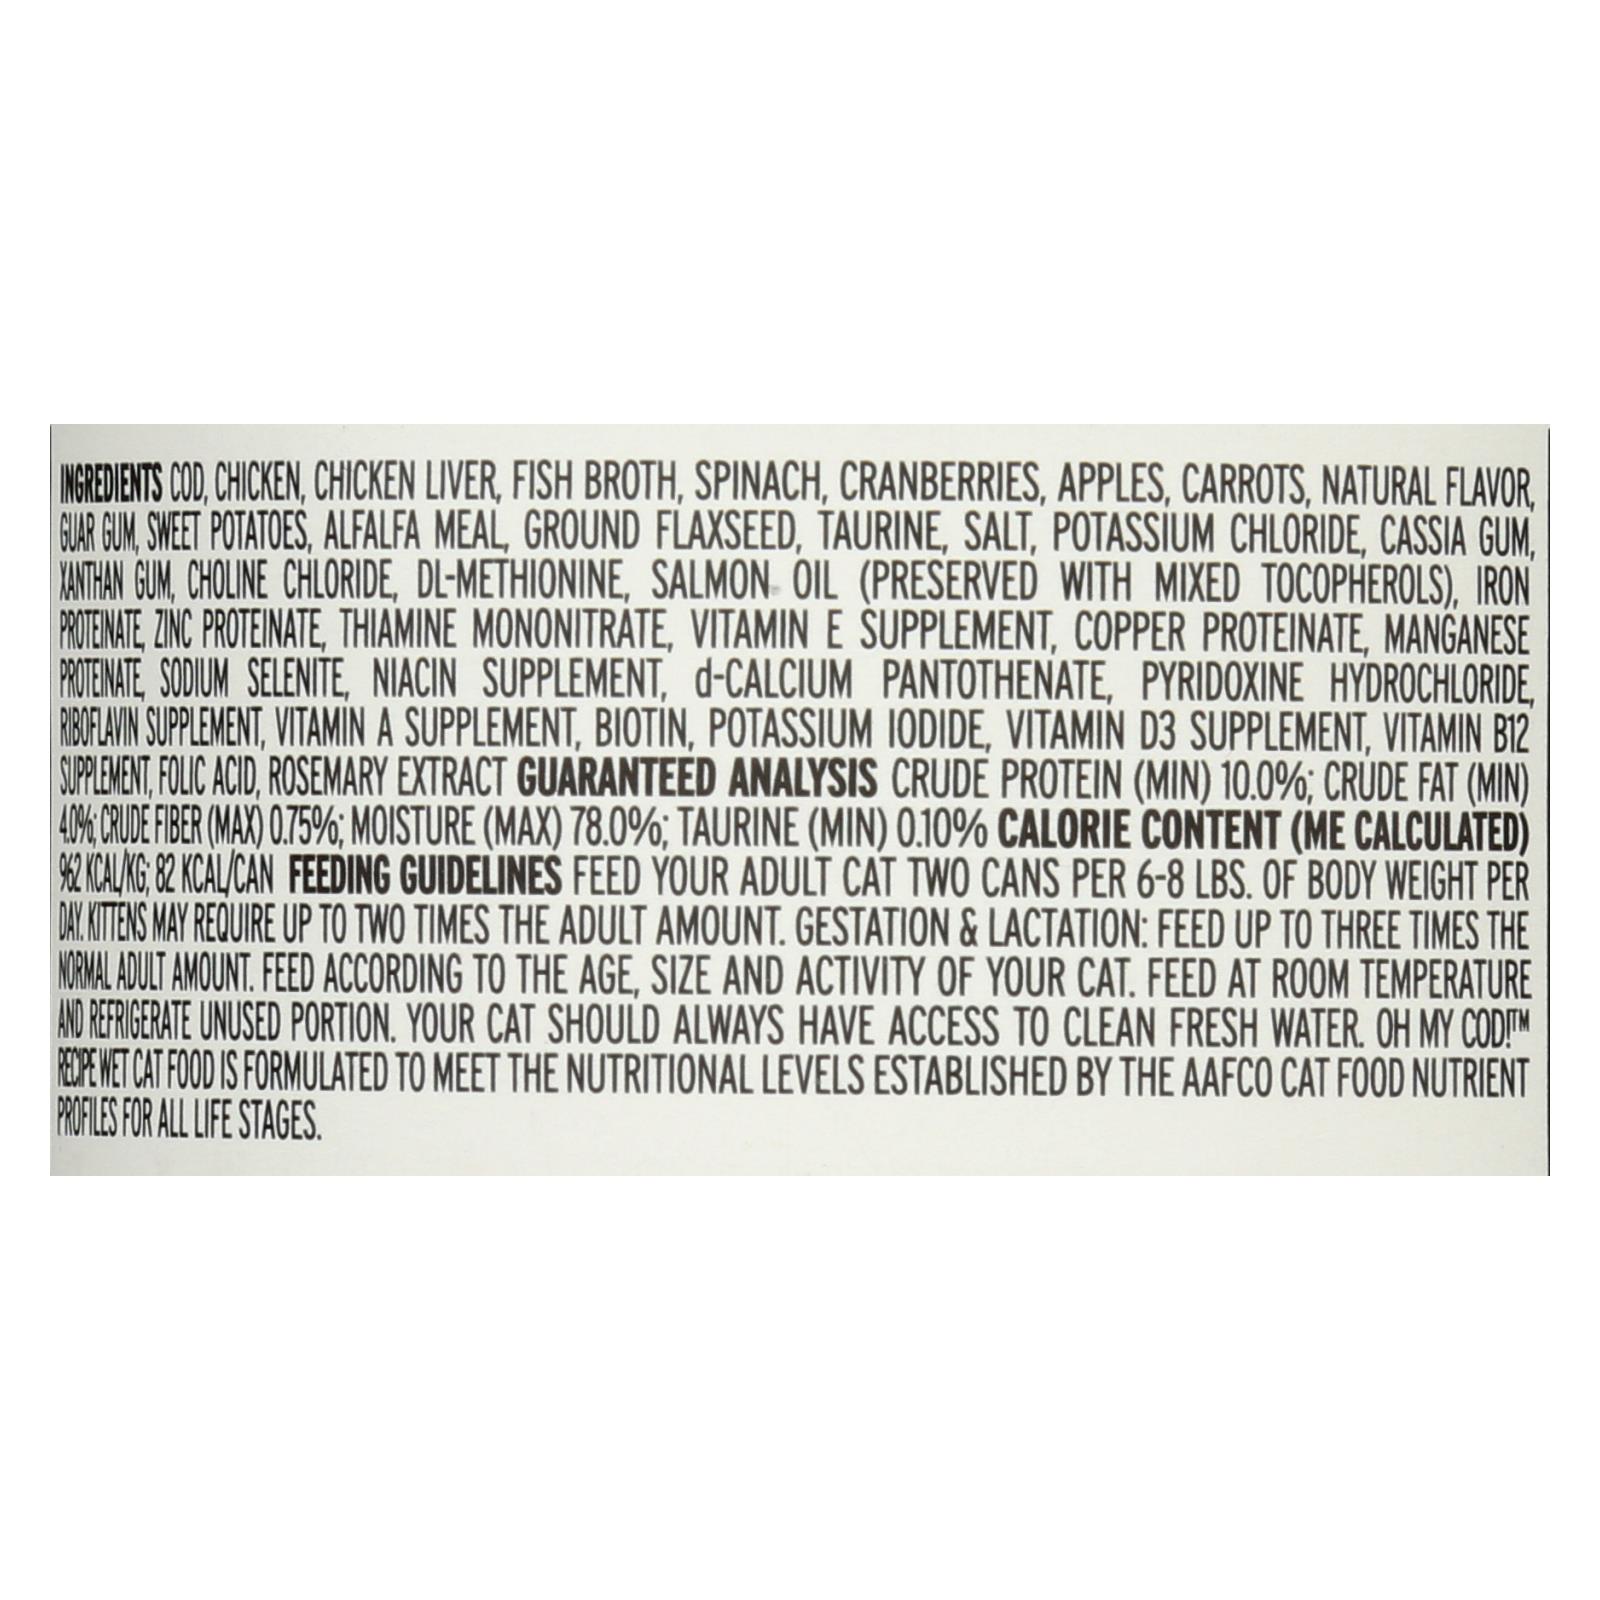 INGREDIENTS COD, CHICKEN, CHICKEN LIVER, FISH BROTH, SPINACH, CRANBERRIES, APPLES, CARROTS, NATURAL FLAVOR,
GUAR GUM, SWEET POTATOES, ALFALFA MEAL, GROUND FLAXSEED, TAURINE, SALT, POTASSIUM CHLORIDE, CASSIA GUM,
XANTHAN GUM, CHOLINE CHLORIDE, DL-METHIONINE, SALMON OIL (PRESERVED WITH MIXED TOCOPHEROLS), IRON
PROTEINATE, ZINC PROTEINATE, THIAMINE MONONITRATE, VITAMIN E SUPPLEMENT, COPPER PROTEINATE, MANGANESE
PROTEINATE, SODIUM SELENITE, NIACIN SUPPLEMENT, d-CALCIUM PANTOTHENATE, PYRIDOXINE HYDROCHLORIDE,
RIBOFLAVIN SUPPLEMENT, VITAMIN A SUPPLEMENT, BIOTIN, POTASSIUM IODIDE, VITAMIN D3 SUPPLEMENT, VITAMIN B12
SUPPLEMENT, FOLIC ACID, ROSEMARY EXTRACT GUARANTEED ANALYSIS CRUDE PROTEIN (MIN) 10.0%; CRUDE FAT (MIN)
4.0%; CRUDE FIBER (MAX) 0.75%; MOISTURE (MAX) 78.0%; TAURINE (MIN) 0.10% CALORIE CONTENT (ME CALCULATED)
962 KCAL/KG; 82 KCAL/CAN FEEDING GUIDELINES FEED YOUR ADULT CAT TWO CANS PER 6-8 LBS. OF BODY WEIGHT PER
DAY. KITTENS MAY REQUIRE UP TO TWO TIMES THE ADULT AMOUNT. GESTATION & LACTATION: FEED UP TO THREE TIMES THE
NORMAL ADULT AMOUNT. FEED ACCORDING TO THE AGE, SIZE AND ACTIVITY OF YOUR CAT. FEED AT ROOM TEMPERATURE
AND REFRIGERATE UNUSED PORTION. YOUR CAT SHOULD ALWAYS HAVE ACCESS TO CLEAN FRESH WATER. OH MY COD!™
RECIPE WET CAT FOOD IS FORMULATED TO MEET THE NUTRITIONAL LEVELS ESTABLISHED BY THE AAFCO CAT FOOD NUTRIENT
PROFILES FOR ALL LIFE STAGES.